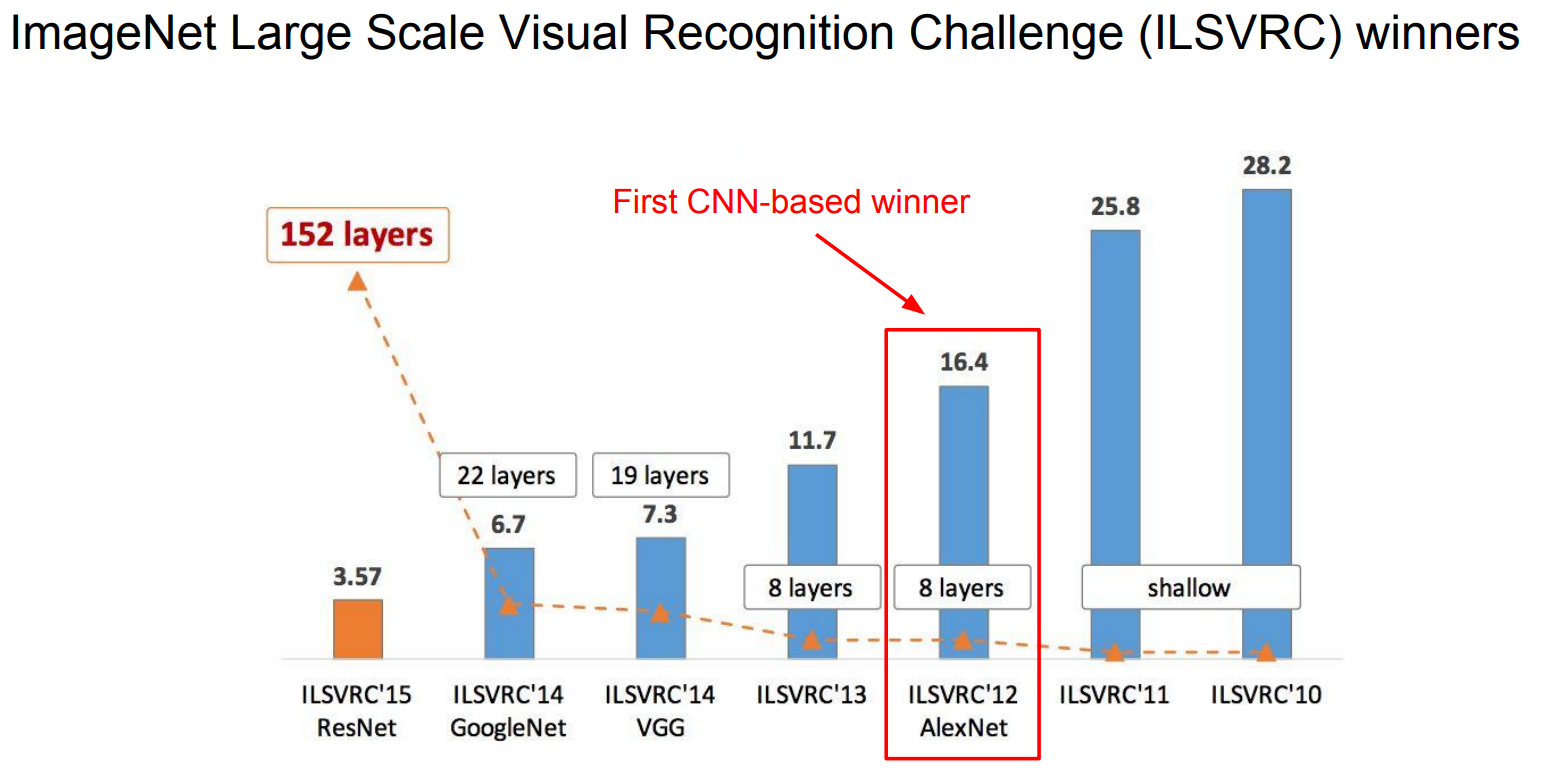 ImageNet Large Scale Visual Recognition Challenge (ILSVRC) winners
28.2
First CNN-based winner
25.8
152 layers
16.4
11.7
22 layers
19 layers
6.7
7.3
3.57
8 layers
8 layers
shallow
ILSVRC'15
ResNet
ILSVRC'14
GoogleNet
ILSVRC'14
VGG
ILSVRC'13
ILSVRC'12
AlexNet
ILSVRC'11
ILSVRC'10